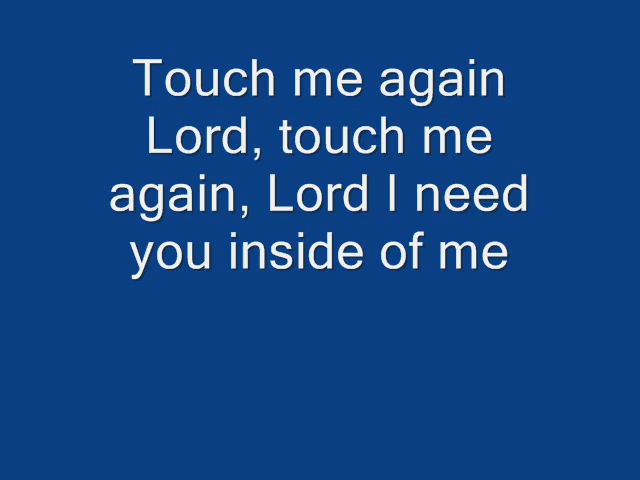 Touch me again
Lord, touch me
again, Lord I need
you inside of me